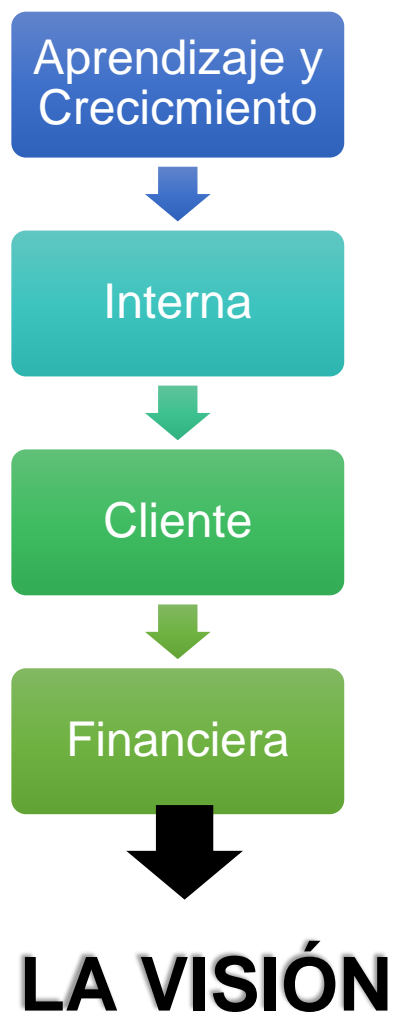 Aprendizaje y
Crecicmiento
Interna
Cliente
Financiera
LA VISIÓN